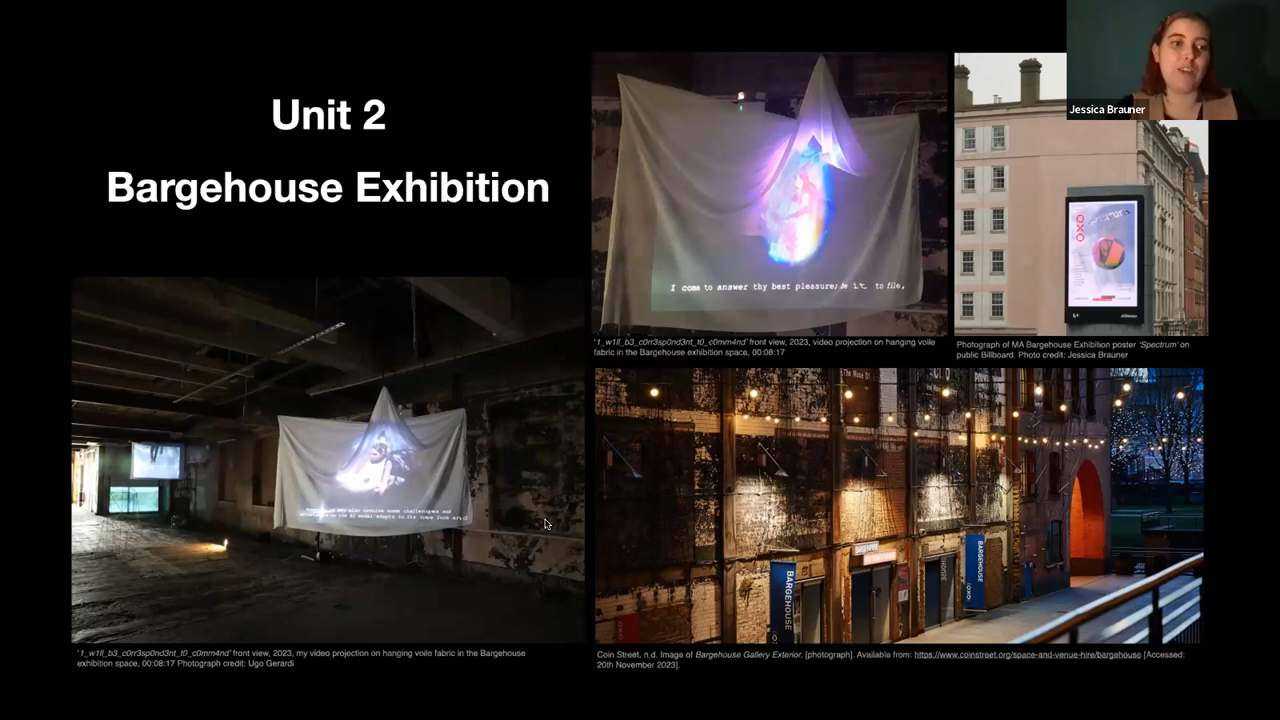 Unit 2
Bargehouse Exhibition
Jessica Brauner
I come to answer thy best pleasure; be it to
OXO
'1_w1ll_b3_c0rr3sp0nd3nt_t0_c0mm4nd' front view, 2023, video projection on hanging voile
fabric in the Bargehouse exhibition space, 00:08:17
Photograph of MA Bargehouse Exhibition poster 'Spectrum' on
public Billboard. Photo credit: Jessica Brauner
BARGEHOUSE
BARGEHOUSE
'1_w1ll_b3_c0rr3sp0nd3nt_t0_c0mm4nd' front view, 2023, my video projection on hanging voile fabric in the Bargehouse
exhibition space, 00:08:17 Photograph credit: Ugo Gerardi
Coin Street, n.d. Image of Bargehouse Gallery Exterior. [photograph]. Available from: https://www.coinstreet.org/space-and-venue-hire/bargehouse [Accessed:
20th November 2023].